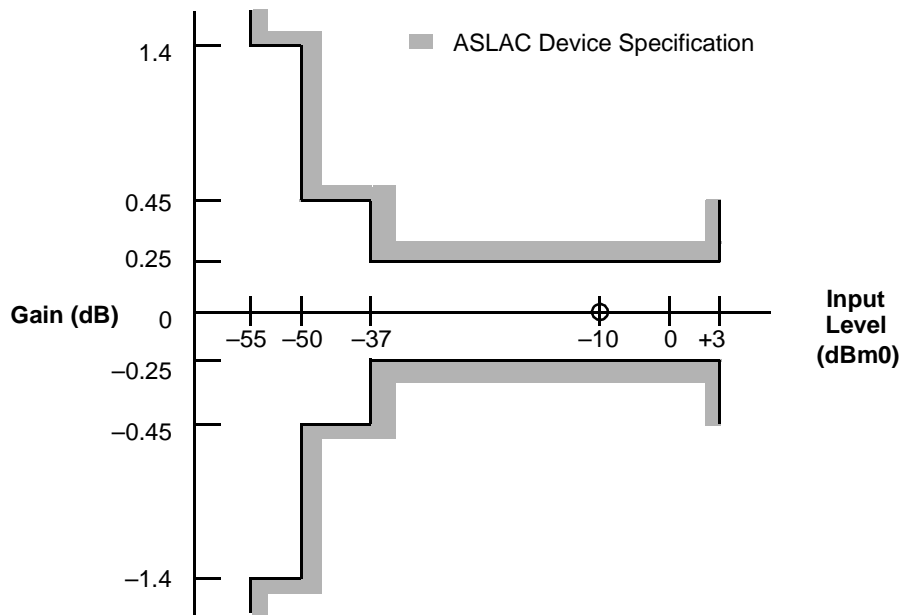 ASLAC Device Specification
1.4
0.45
0.25
Gain (dB)
0
−55
−50
−37
−10
0
+3
Input
Level
(dBm0)
−0.25
−0.45
−1.4